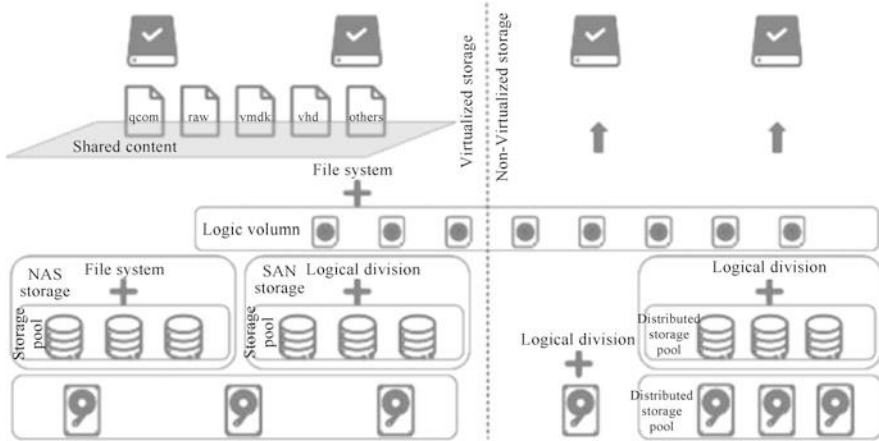 qcom
raw
vmdk
vhd
others
Shared content
Virtualized storage
Non-Virtualized storage
File system
Logic volumn
NAS
storage
File system
Storage
pool
SAN
storage
Logical division
Storage
pool
Logical division
Logical division
Distributed
storage
pool
Distributed
storage
pool